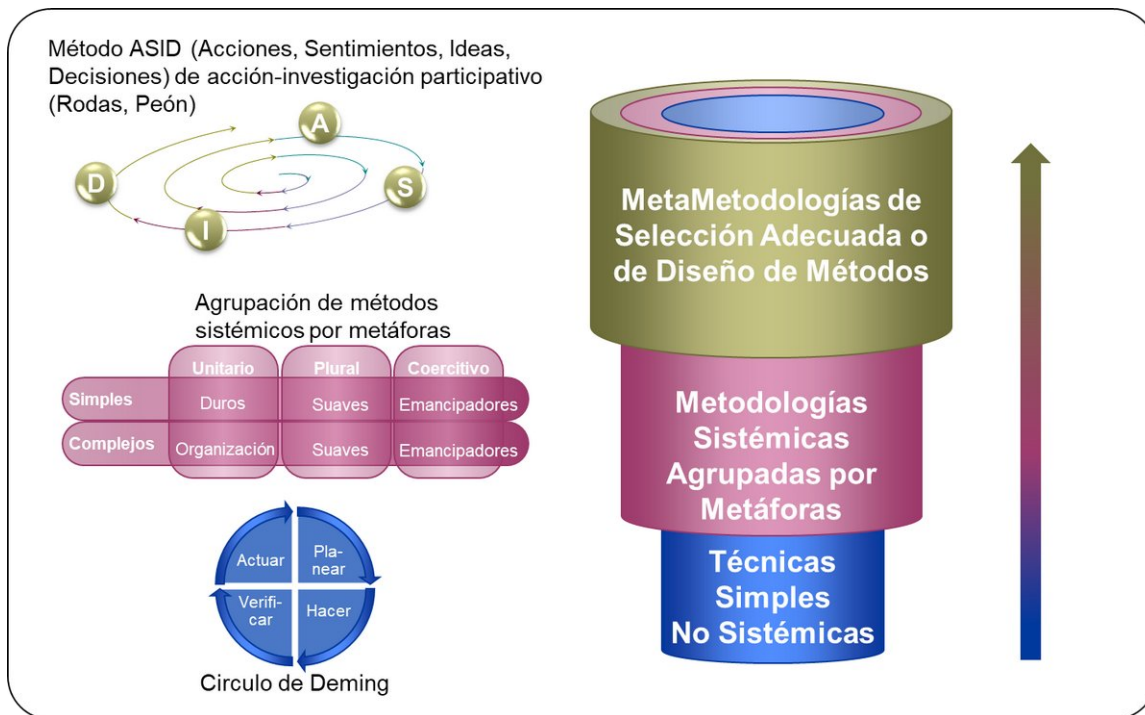 Método ASID (Acciones, Sentimientos, Ideas,
Decisiones) de acción-investigación participativo
(Rodas, Peón)
A
S
I
D
Agrupación de métodos
sistémicos por metáforas
Unitario Plural Coercitivo
Simples Duros Suaves Emancipadores
Complejos Organización Suaves Emancipadores
Actuar Pla-
near
Verifi-
car Hacer
Circulo de Deming
MetaMetodologías de
Selección Adecuada o
de Diseño de Métodos
Metodologías
Sistémicas
Agrupadas por
Metáforas
Técnicas
Simples
No Sistémicas